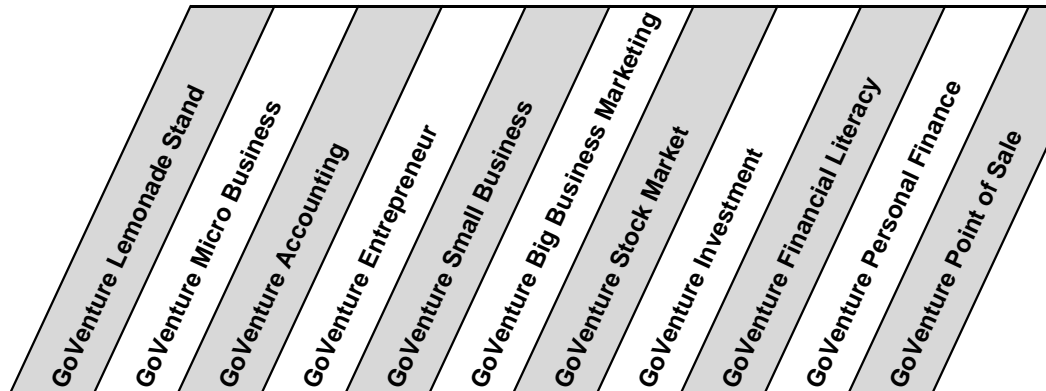 GoVenture Lemonade Stand
GoVenture Micro Business
GoVenture Accounting
GoVenture Entrepreneur
GoVenture Small Business
GoVenture Big Business Marketing
GoVenture Stock Market
GoVenture Investment
GoVenture Financial Literacy
GoVenture Personal Finance
GoVenture Point of Sale